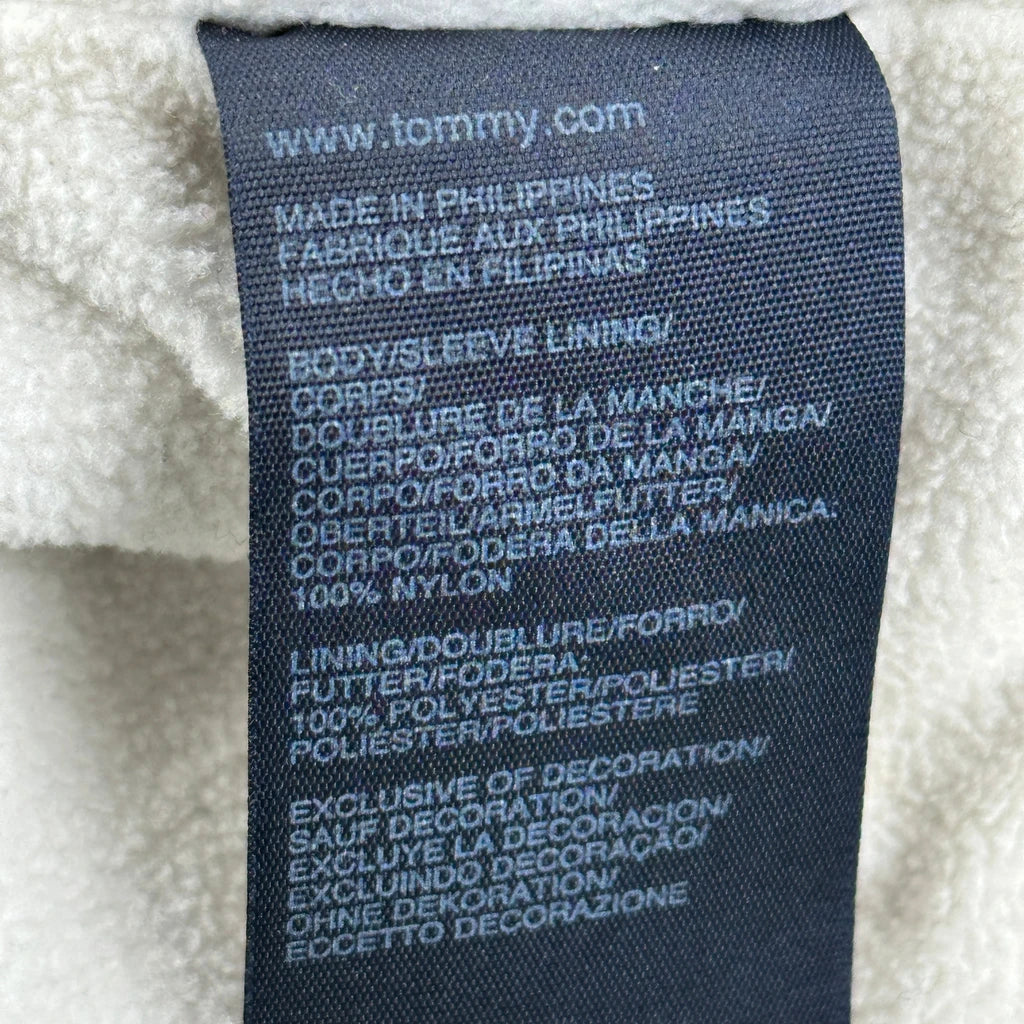 www.tommy.com
MADE IN PHILIPPINES
FABRIQUE AUX PHILIPPINES
HECHO EN FILIPINAS
BODY/SLEEVE LINING/
CORPS/
DOUBLURE DE LA MANCHE/
CUERPO/FORRO DE LA MANGA/
CORPO/FORRO DA MANGA/
OBERTEIL/ARMELFUTTER/
CORPO/FODERA DELLA MANICA:
100% NYLON
LINING/DOUBLURE/FORRO/
FUTTER/FODERA:
100% POLYESTER/POLIESTER/
POLIÉSTER/POLIESTERE
EXCLUSIVE OF DECORATION/
SAUF DECORATION/
EXCLUYE LA DECORACION/
EXCLUINDO DECORAÇÃO/
OHNE DEKORATION/
ECCETTO DECORAZIONE